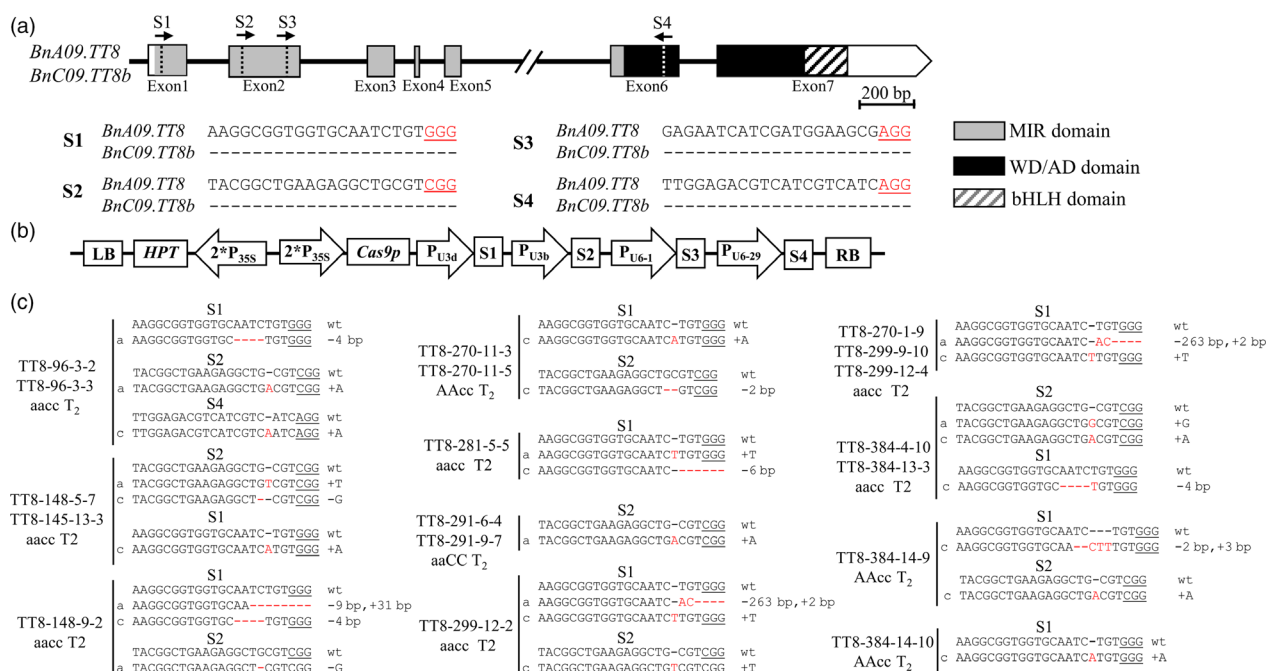 (a)
S1
S2
S3
S4
BnA09.TT8
BnC09.TT8b
Exon1
Exon2
Exon3
Exon4
Exon5
Exon6
Exon7
200 bp
S1
BnA09.TT8 AAGGCGGTGGTGCAATCTGTGGG
BnC09.TT8b -----------------------
S2
BnA09.TT8 TACGGCTGAAGAGGCTGCGTCGG
BnC09.TT8b -----------------------
S3
BnA09.TT8 GAGAATCATCGATGGAAGCGAGG
BnC09.TT8b -----------------------
S4
BnA09.TT8 TTGGAGACGTCATCGTCATCAGG
BnC09.TT8b -----------------------
MIR domain
WD/AD domain
bHLH domain
(b)
LB HPT 2*P35S 2*P35S Cas9p PU3d S1 PU3b S2 PU6-1 S3 PU6-29 S4 RB
(c)
TT8-96-3-2
TT8-96-3-3
aacc T2
S1
AAGGCGGTGGTGCAATCTGTGGG wt
a AAGGCGGTGGTGC----TGTGGG -4 bp
S2
TACGGCTGAAGAGGCTG-CGTCGG wt
a TACGGCTGAAGAGGCTGACGTCGG +A
S4
TTGGAGACGTCATCGTC-ATCAGG wt
c TTGGAGACGTCATCGTCAATCAGG +A
TT8-148-5-7
TT8-145-13-3
aacc T2
S2
TACGGCTGAAGAGGCTG-CGTCGG wt
a TACGGCTGAAGAGGCTGTCGTCGG +T
c TACGGCTGAAGAGGCT--CGTCGG -G
S1
AAGGCGGTGGTGCAATC-TGTGGG wt
c AAGGCGGTGGTGCAATCATGTGGG +A
TT8-148-9-2
aacc T2
S1
AAGGCGGTGGTGCAATCTGTGGG wt
a AAGGCGGTGGTGCAA-------- -9 bp,+31 bp
c AAGGCGGTGGTGC----TGTGGG -4 bp
S2
TACGGCTGAAGAGGCTGCGTCGG wt
a TACGGCTGAAGAGGCT-CGTCGG -G
TT8-270-11-3
TT8-270-11-5
AAcc T2
S1
AAGGCGGTGGTGCAATC-TGTGGG wt
c AAGGCGGTGGTGCAATCATGTGGG +A
S2
TACGGCTGAAGAGGCTGCGTCGG wt
c TACGGCTGAAGAGGCT--GTCGG -2 bp
TT8-281-5-5
aacc T2
S1
AAGGCGGTGGTGCAATC-TGTGGG wt
a AAGGCGGTGGTGCAATCTTGTGGG +T
c AAGGCGGTGGTGCAATC-------  -6 bp
TT8-291-6-4
TT8-291-9-7
aaCC T2
S2
TACGGCTGAAGAGGCTG-CGTCGG wt
a TACGGCTGAAGAGGCTGACGTCGG +A
TT8-299-12-2
aacc T2
S1
AAGGCGGTGGTGCAATC-TGTGGG wt
a AAGGCGGTGGTGCAATC-AC---- -263 bp,+2 bp
c AAGGCGGTGGTGCAATCTTGTGGG +T
S2
TACGGCTGAAGAGGCTG-CGTCGG wt
c TACGGCTGAAGAGGCTGTCGTCGG +T
TT8-270-1-9
TT8-299-9-10
TT8-299-12-4
aacc T2
S1
AAGGCGGTGGTGCAATC-TGTGGG wt
a AAGGCGGTGGTGCAATC-AC---- -263 bp,+2 bp
c AAGGCGGTGGTGCAATCTTGTGGG +T
TT8-384-4-10
TT8-384-13-3
aacc T2
S2
TACGGCTGAAGAGGCTG-CGTCGG wt
a TACGGCTGAAGAGGCTGGCGTCGG +G
c TACGGCTGAAGAGGCTGACGTCGG +A
S1
AAGGCGGTGGTGCAATCTGTGGG wt
c AAGGCGGTGGTGC----TGTGGG -4 bp
TT8-384-14-9
AAcc T2
S1
AAGGCGGTGGTGCAATC---TGTGGG wt
c AAGGCGGTGGTGCAA--CTTTGTGGG -2 bp,+3 bp
S2
TACGGCTGAAGAGGCTG-CGTCGG wt
c TACGGCTGAAGAGGCTGACGTCGG +A
TT8-384-14-10
AAcc T2
S1
AAGGCGGTGGTGCAATC-TGTGGG wt
c AAGGCGGTGGTGCAATCATGTGGG +A